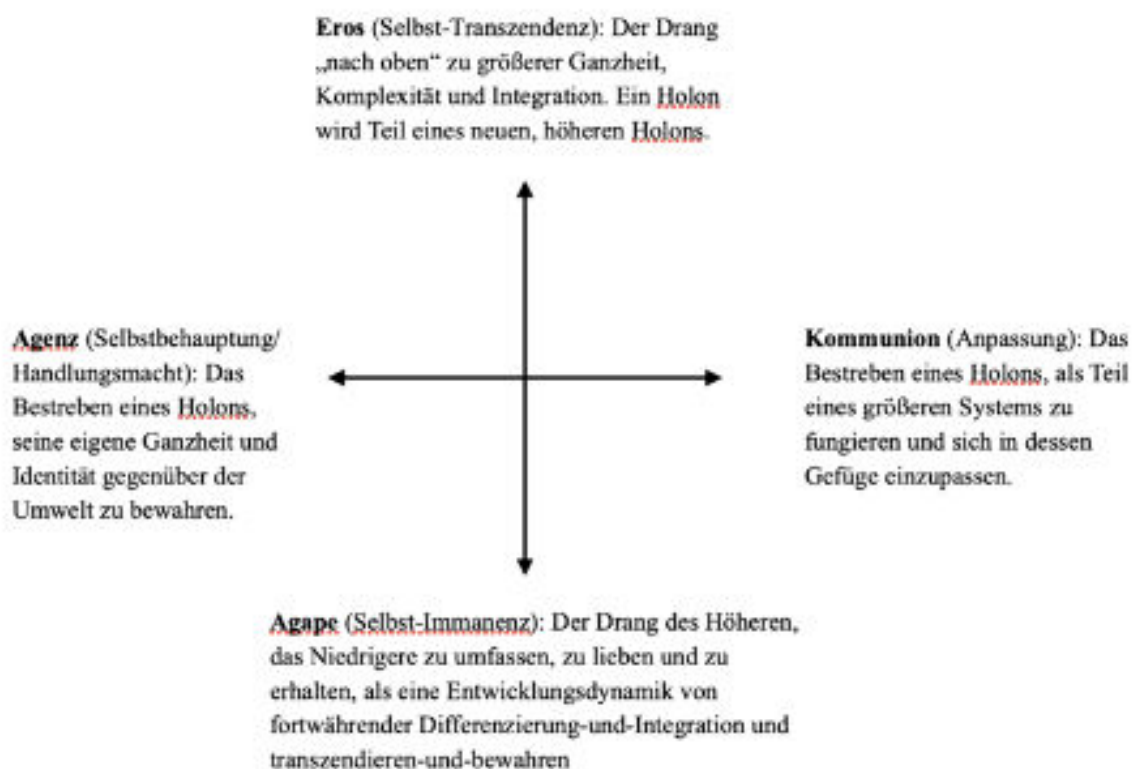 Eros (Selbst-Transzendenz): Der Drang
„nach oben“ zu größerer Ganzheit,
Komplexität und Integration. Ein Holon
wird Teil eines neuen, höheren Holons.
Agenz (Selbstbehauptung/
Handlungsmacht): Das
Bestreben eines Holons,
seine eigene Ganzheit und
Identität gegenüber der
Umwelt zu bewahren.
Kommunion (Anpassung): Das
Bestreben eines Holons, als Teil
eines größeren Systems zu
fungieren und sich in dessen
Gefüge einzupassen.
Agape (Selbst-Immanenz): Der Drang des Höheren,
das Niedrigere zu umfassen, zu lieben und zu
erhalten, als eine Entwicklungsdynamik von
fortwährender Differenzierung-und-Integration und
transzendieren-und-bewahren